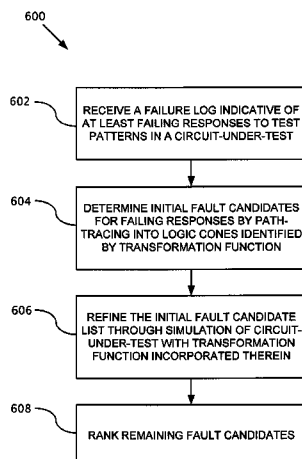 600
602
RECEIVE A FAILURE LOG INDICATIVE OF
AT LEAST FAILING RESPONSES TO TEST
PATTERNS IN A CIRCUIT-UNDER-TEST
604
DETERMINE INITIAL FAULT CANDIDATES
FOR FAILING RESPONSES BY PATH-
TRACING INTO LOGIC CONES IDENTIFIED
BY TRANSFORMATION FUNCTION
606
REFINE THE INITIAL FAULT CANDIDATE
LIST THROUGH SIMULATION OF CIRCUIT-
UNDER-TEST WITH TRANSFORMATION
FUNCTION INCORPORATED THEREIN
608
RANK REMAINING FAULT CANDIDATES